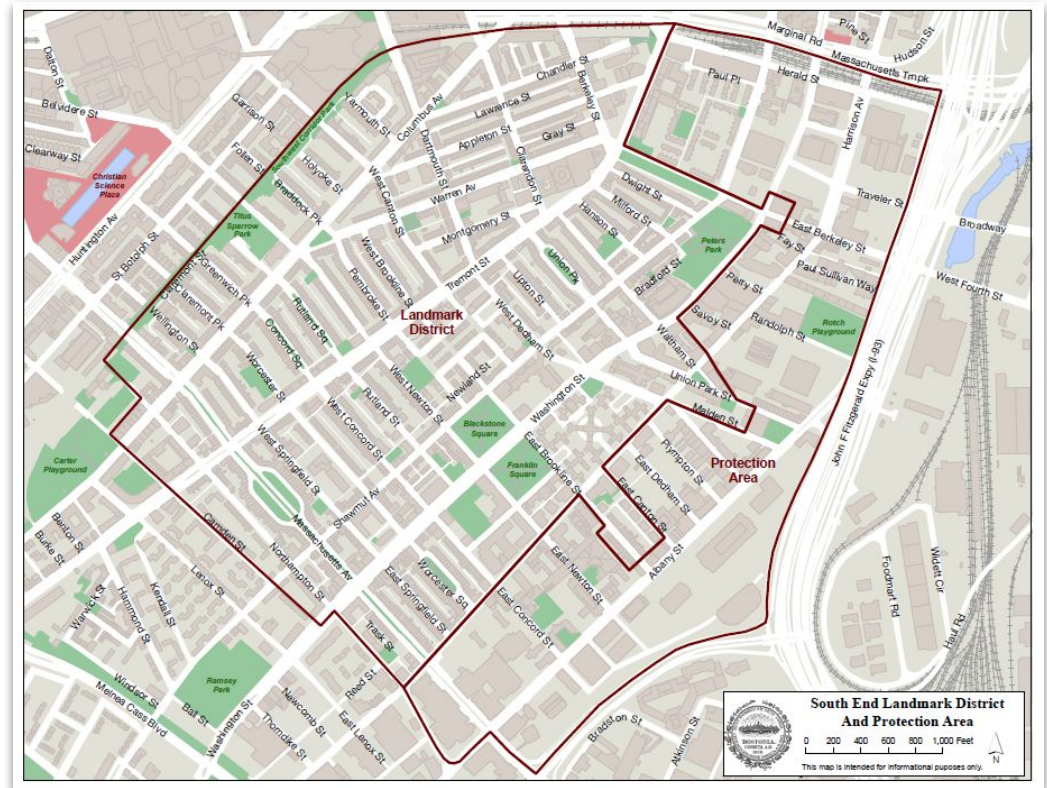 Marginal Rd
Pine St
Hudson St
Massachusetts Trnpk
Dalton St
Belvidere St
Clearway St
Christian
Science
Plaza
Huntington Av
Garrison St
Follen St
St Botolph St
Yarmouth St
Columbus Av
Southwest Corridor Park
Holyoke St
Braddock Pk
Titus
Sparrow
Park
Chandler St
Lawrence St
Appleton St
Gray St
Berkeley St
Dartmouth St
Clarendon St
West Canton St
Warren Av
Montgomery St
Paul Pl
Herald St
Harrison Av
Traveler St
Broadway
East Berkeley St
West Fourth St
Fay St
Paul Sullivan Way
Dwight St
Milford St
Hanson St
Peters
Park
Union Pk
Bradford St
Perry St
Savoy St
Randolph St
Rotch
Playground
Waltham St
Union Park St
Malden St
Claremont St
Greenwich Pk
Claremont Pk
Wellington St
West Brookline St
Pembroke St
Tremont St
Upton St
West Dedham St
Landmark
District
Rutland Sq
Concord Sq
Worcester St
West Newton St
Newland St
Rutland St
West Concord St
Washington St
Blackstone
Square
Franklin
Square
East Brookline St
Plympton St
East Dedham St
East Canton St
Protection
Area
Albany St
John F Fitzgerald Expy (I-93)
Carter
Playground
Benton St
Burke St
West Springfield St
Shawmut Av
Massachusetts Av
Camden St
Northampton St
Lenox St
Kendall St
Hammond St
Warwick St
Worcester Sq
East Springfield St
East Newton St
East Concord St
Trask St
Reed St
Ramsey
Park
Windsor St
Ball St
Melnea Cass Blvd
Washington St
Newcomb St
Thorndike St
East Lenox St
Bradston St
Atkinson St
Foodmart Rd
Widett Cir
Haul Rd
South End Landmark District
And Protection Area
0 200 400 600 800 1,000 Feet
N
This map is intended for informational puposes only.
BOSTONIA.